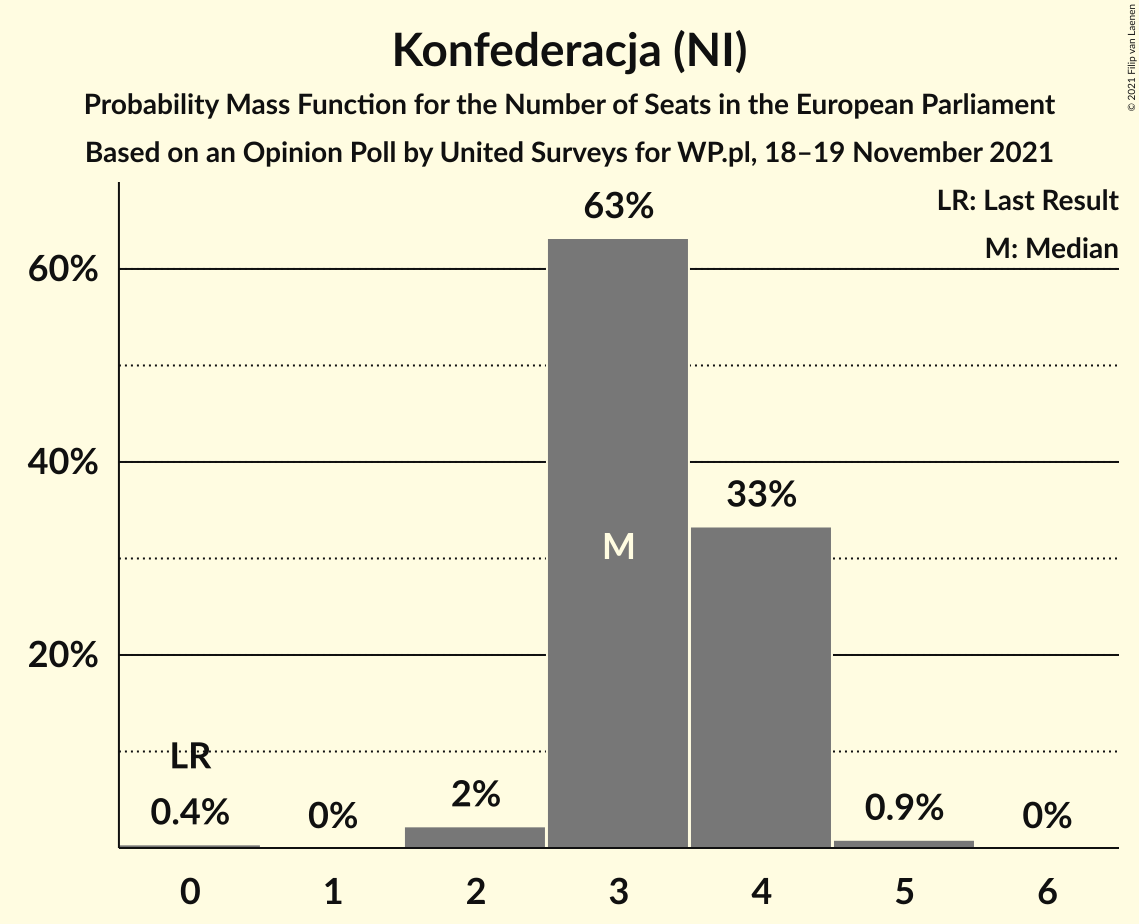 Konfederacja (NI)
Probability Mass Function for the Number of Seats in the European Parliament
Based on an Opinion Poll by United Surveys for WP.pl, 18–19 November 2021
© 2021 Filip van Laenen
LR: Last Result
M: Median
60%
40%
20%
LR
0.4%
0%
2%
63%
M
33%
0.9%
0%
0
1
2
3
4
5
6